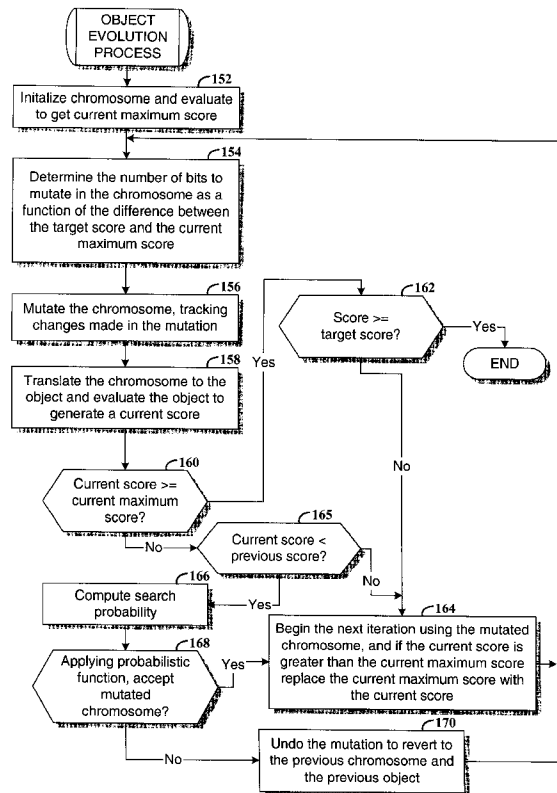 OBJECT
EVOLUTION
PROCESS
152
Initalize chromosome and evaluate
to get current maximum score
154
Determine the number of bits to
mutate in the chromosome as a
function of the difference between
the target score and the current
maximum score
156
Mutate the chromosome, tracking
changes made in the mutation
158
Translate the chromosome to the
object and evaluate the object to
generate a current score
160
Current score >=
current maximum
score?
Yes
162
Score >=
target score?
Yes
END
No
No
165
Current score <
previous score?
No
Yes
166
Compute search
probability
168
Applying probabilistic
function, accept
mutated
chromosome?
Yes
164
Begin the next iteration using the mutated
chromosome, and if the current score is
greater than the current maximum score
replace the current maximum score with
the current score
No
170
Undo the mutation to revert to
the previous chromosome and
the previous object